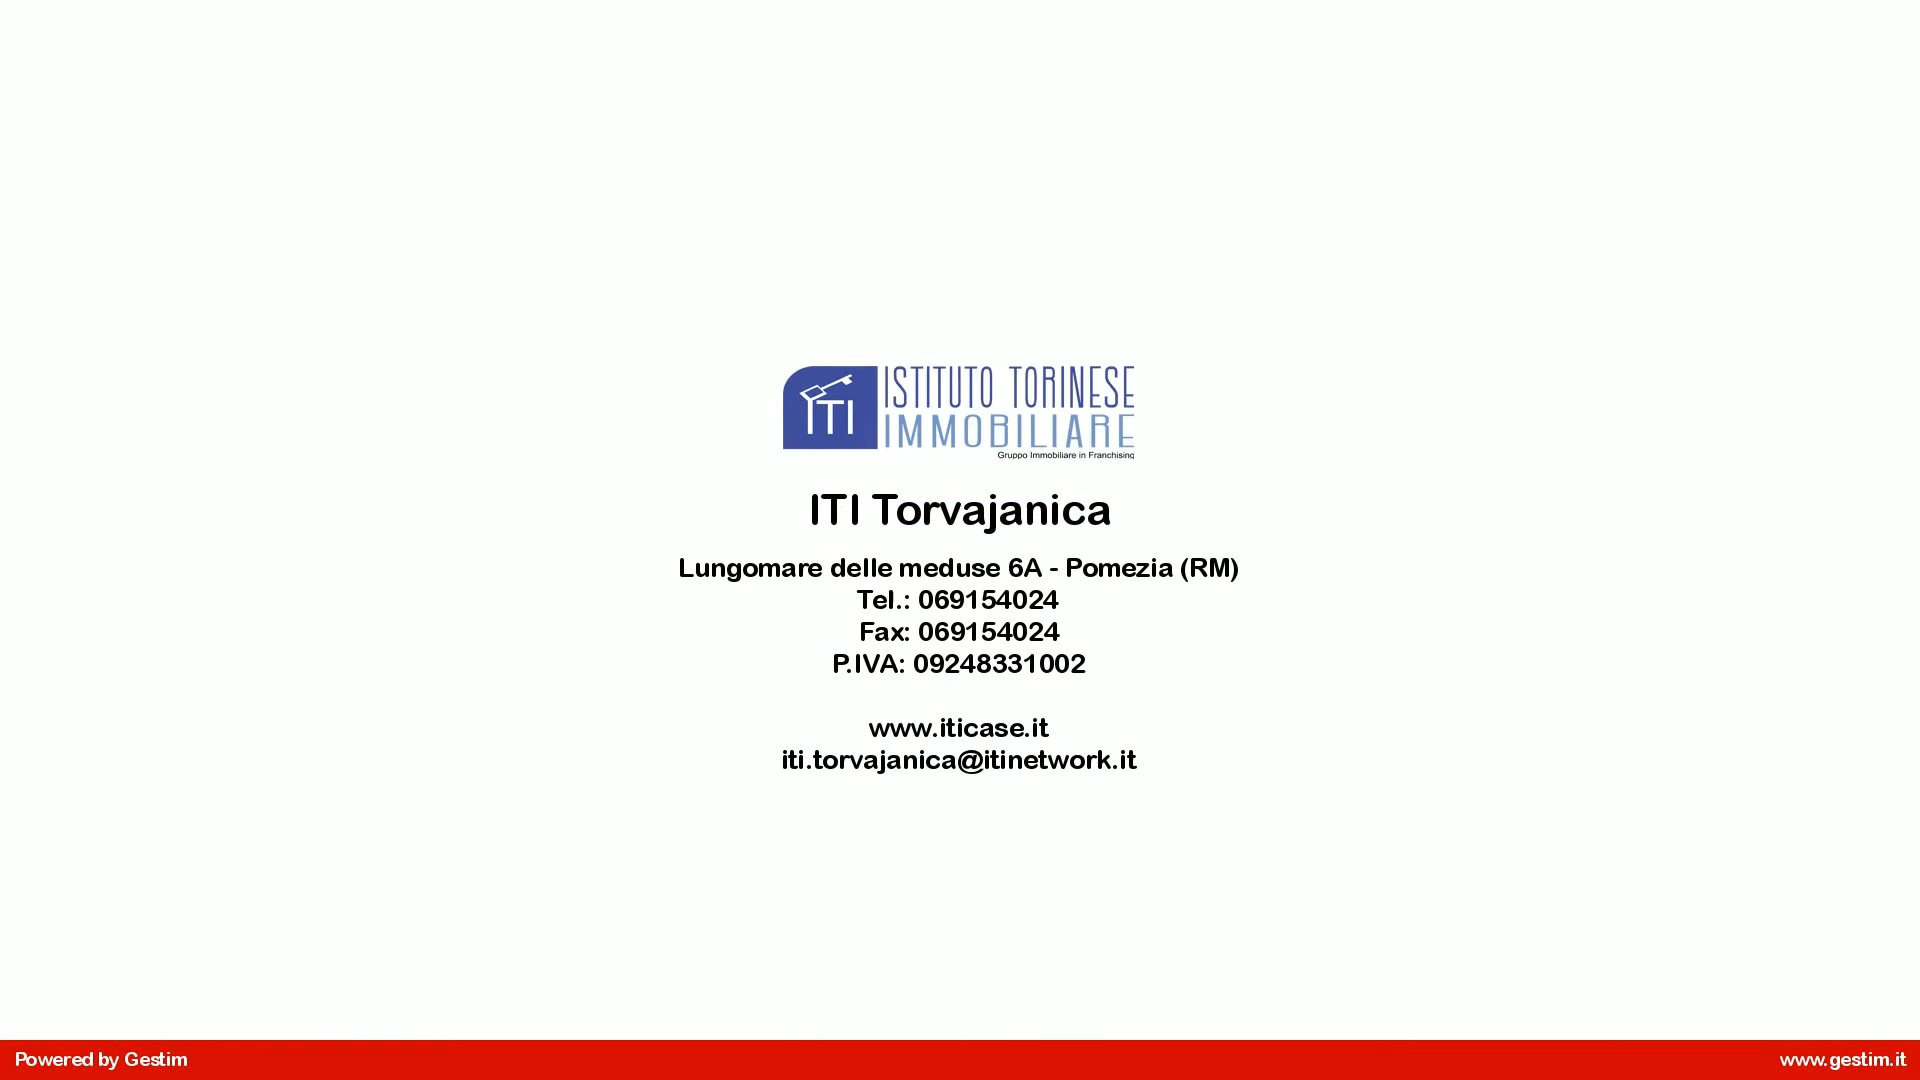 ITI
ISTITUTO TORINESE
IMMOBILIARE
Gruppo Immobiliare in Franchising
ITI Torvajanica
Lungomare delle meduse 6A - Pomezia (RM)
Tel.: 069154024
Fax: 069154024
P.IVA: 09248331002
www.iticase.it
iti.torvajanica@itinetwork.it
Powered by Gestim
www.gestim.it